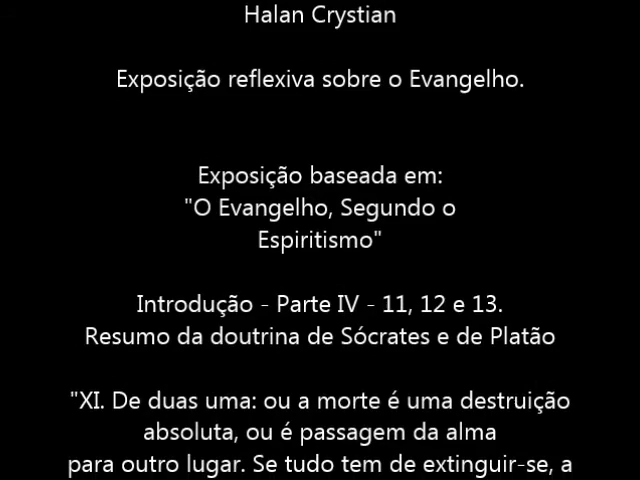 Halan Crystian
Exposição reflexiva sobre o Evangelho.
Exposição baseada em:
"O Evangelho, Segundo o
Espiritismo"
Introdução - Parte IV - 11, 12 e 13.
Resumo da doutrina de Sócrates e de Platão
"XI. De duas uma: ou a morte é uma destruição
absoluta, ou é passagem da alma
para outro lugar. Se tudo tem de extinguir-se, a